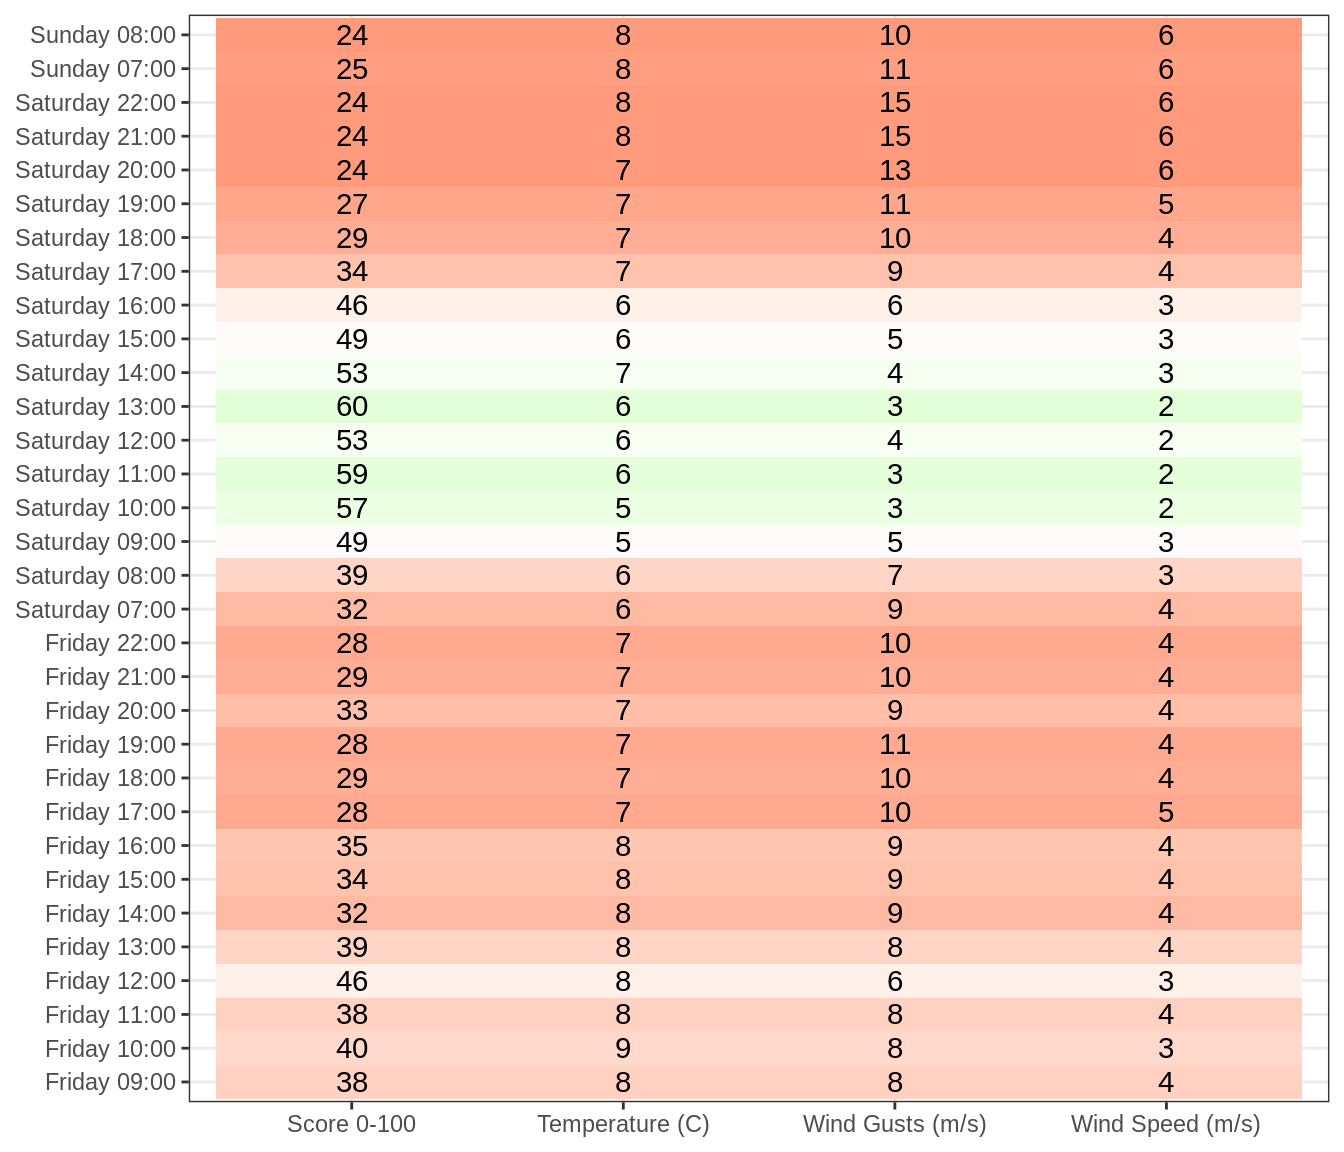 Sunday 08:00 24 8 10 6
Sunday 07:00 25 8 11 6
Saturday 22:00 24 8 15 6
Saturday 21:00 24 8 15 6
Saturday 20:00 24 7 13 6
Saturday 19:00 27 7 11 5
Saturday 18:00 29 7 10 4
Saturday 17:00 34 7 9 4
Saturday 16:00 46 6 6 3
Saturday 15:00 49 6 5 3
Saturday 14:00 53 7 4 3
Saturday 13:00 60 6 3 2
Saturday 12:00 53 6 4 2
Saturday 11:00 59 6 3 2
Saturday 10:00 57 5 3 2
Saturday 09:00 49 5 5 3
Saturday 08:00 39 6 7 3
Saturday 07:00 32 6 9 4
Friday 22:00 28 7 10 4
Friday 21:00 29 7 10 4
Friday 20:00 33 7 9 4
Friday 19:00 28 7 11 4
Friday 18:00 29 7 10 4
Friday 17:00 28 7 10 5
Friday 16:00 35 8 9 4
Friday 15:00 34 8 9 4
Friday 14:00 32 8 9 4
Friday 13:00 39 8 8 4
Friday 12:00 46 8 6 3
Friday 11:00 38 8 8 4
Friday 10:00 40 9 8 3
Friday 09:00 38 8 8 4
Score 0-100 Temperature (C) Wind Gusts (m/s) Wind Speed (m/s)